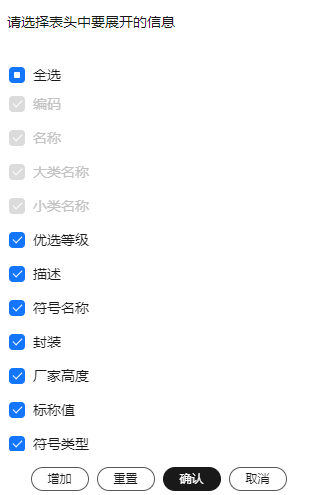 请选择表头中要展开的信息
全选
编码
名称
大类名称
小类名称
优选等级
描述
符号名称
封装
厂家高度
标称值
符号类型
增加 重置 确认 取消